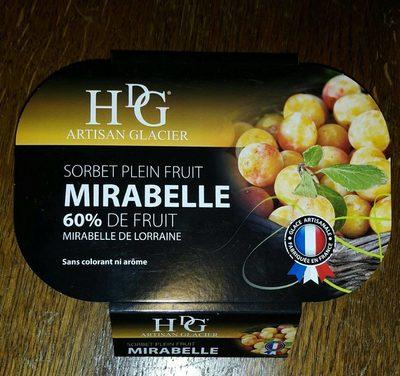 HDG®
ARTISAN GLACIER
SORBET PLEIN FRUIT
MIRABELLE
60% DE FRUIT
MIRABELLE DE LORRAINE
Sans colorant ni arôme
GLACE ARTISANALE
FABRIQUÉE EN FRANCE
HDG
ARTISAN GLACIER
SORBET PLEIN FRUIT
MIRABELLE